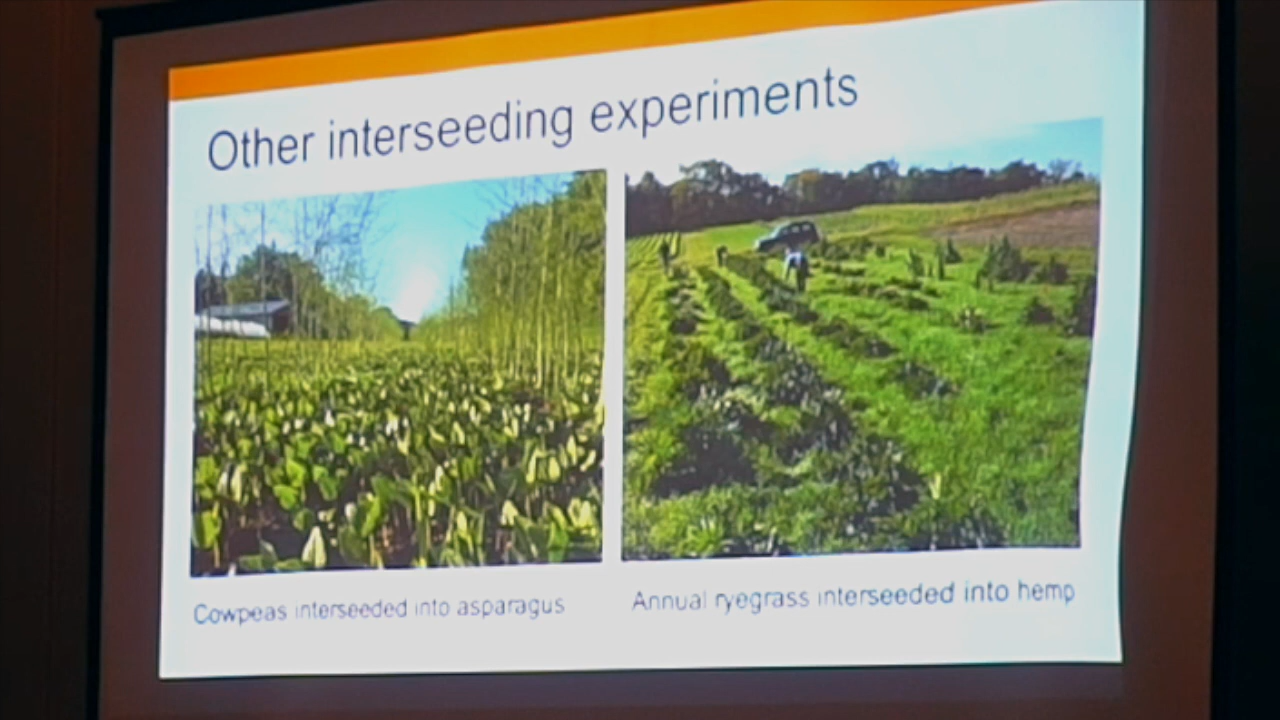 Other interseeding experiments
Cowpeas interseeded into asparagus
Annual ryegrass interseeded into hemp